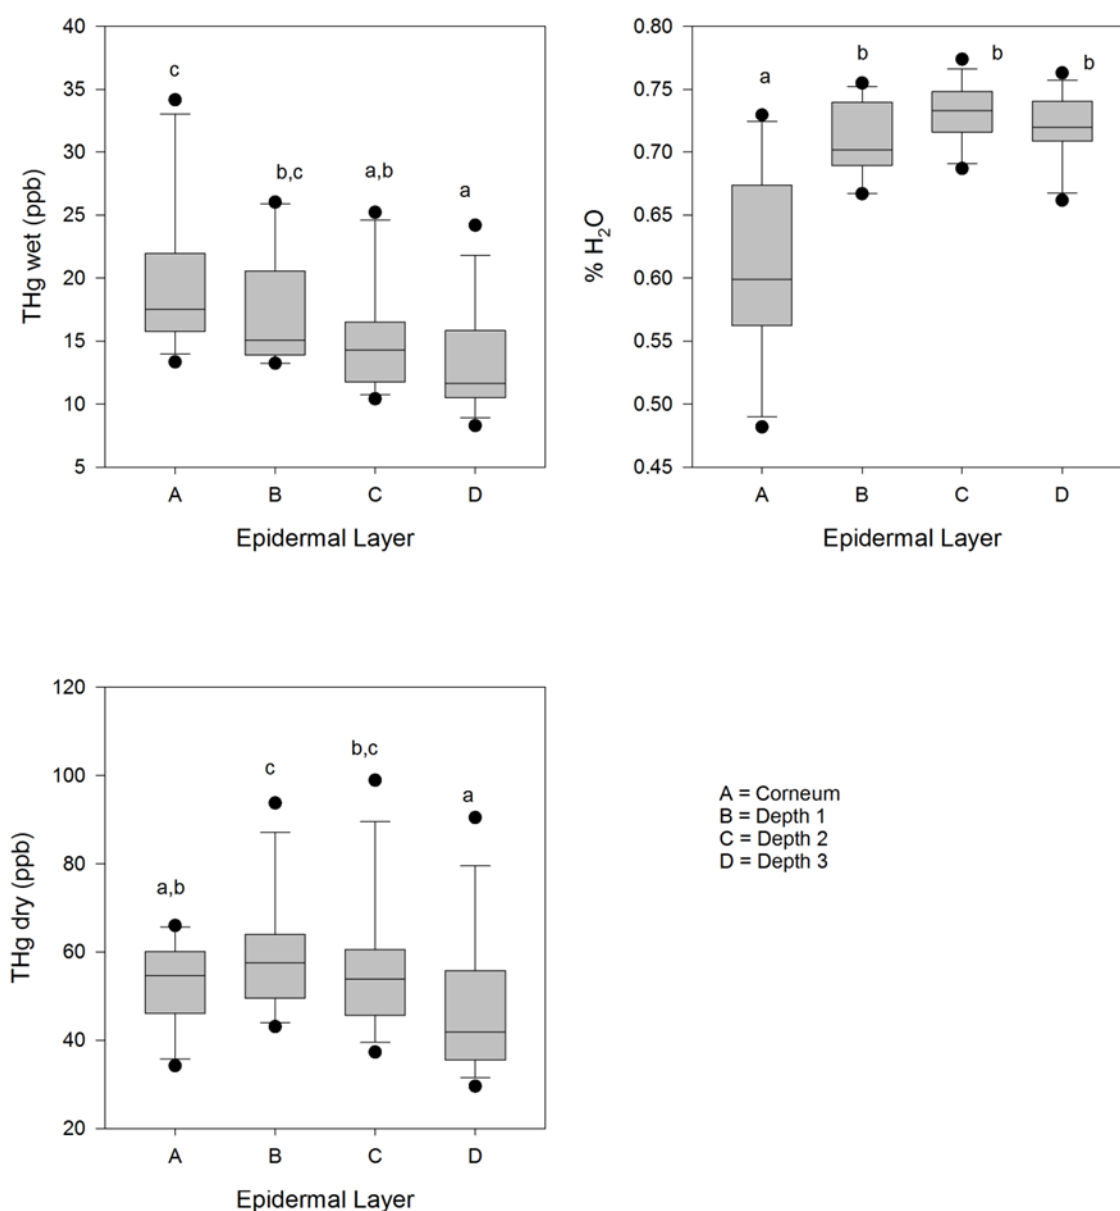 40
35
30
25
20
15
10
5
THg wet (ppb)
c
b,c
a,b
a
A B C D
Epidermal Layer
0.80
0.75
0.70
0.65
0.60
0.55
0.50
0.45
% H₂O
a
b
b
b
A B C D
Epidermal Layer
120
100
80
60
40
20
THg dry (ppb)
a,b
c
b,c
a
A B C D
Epidermal Layer
A = Corneum
B = Depth 1
C = Depth 2
D = Depth 3